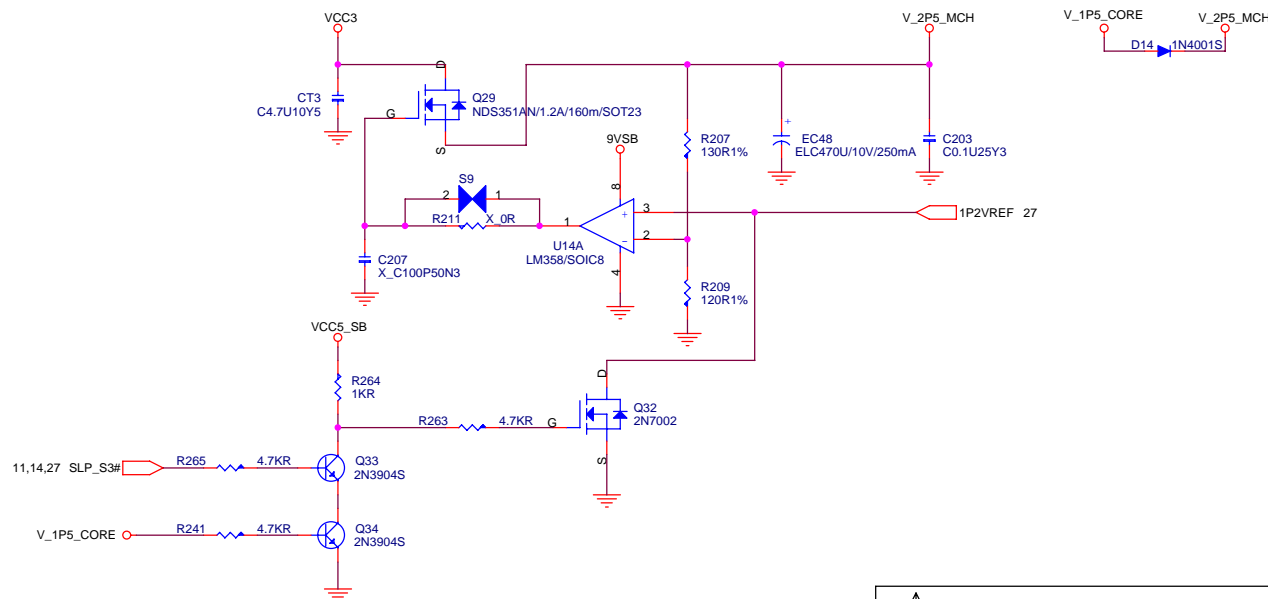 VCC3
V_2P5_MCH
V_1P5_CORE
V_2P5_MCH
D14
1N4001S
D
CT3
C4.7U10Y5
Q29
NDS351AN/1.2A/160m/SOT23
G
S
R207
130R1%
EC48
ELC470U/10V/250mA
+
C203
C0.1U25Y3
9VSB
S9
2
1
8
R211
X_0R
1
+
3
-
2
1P2VREF 27
U14A
LM358/SOIC8
4
C207
X_C100P50N3
R209
120R1%
VCC5_SB
R264
1KR
D
Q32
2N7002
R263
4.7KR
G
S
11,14,27 SLP_S3#
R265
4.7KR
Q33
2N3904S
V_1P5_CORE
R241
4.7KR
Q34
2N3904S